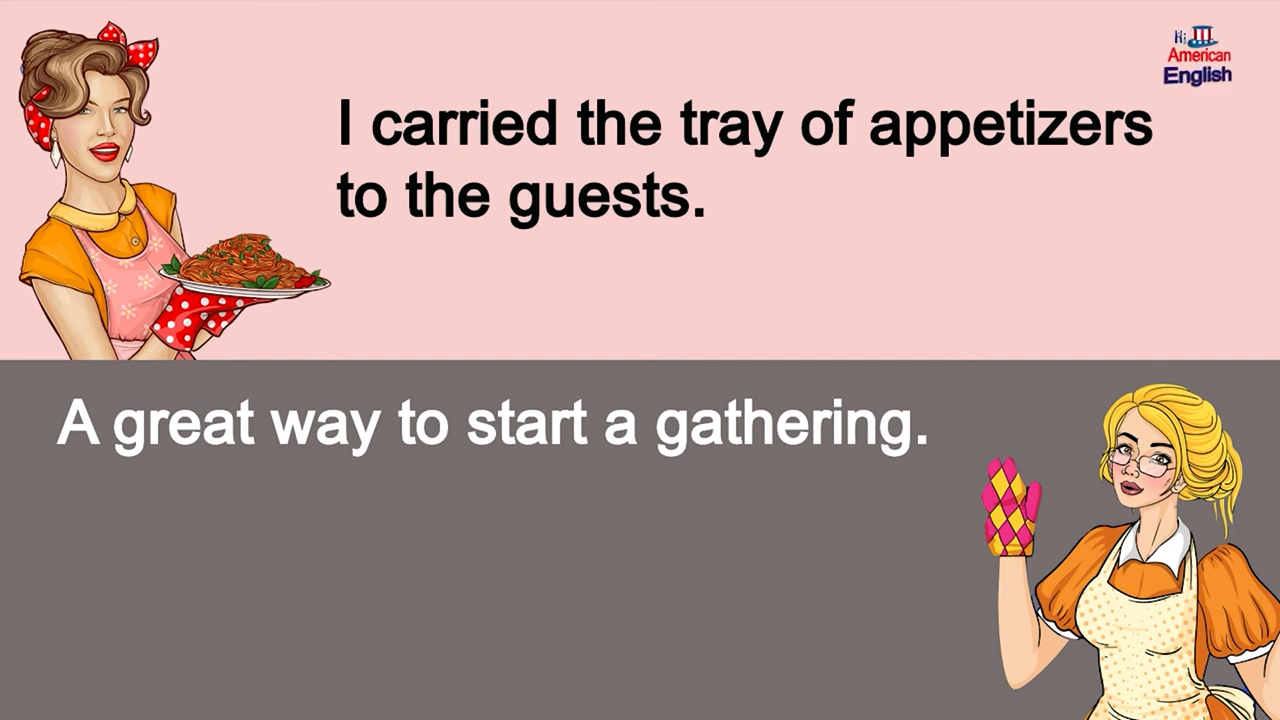 Hi
American
English
I carried the tray of appetizers
to the guests.
A great way to start a gathering.